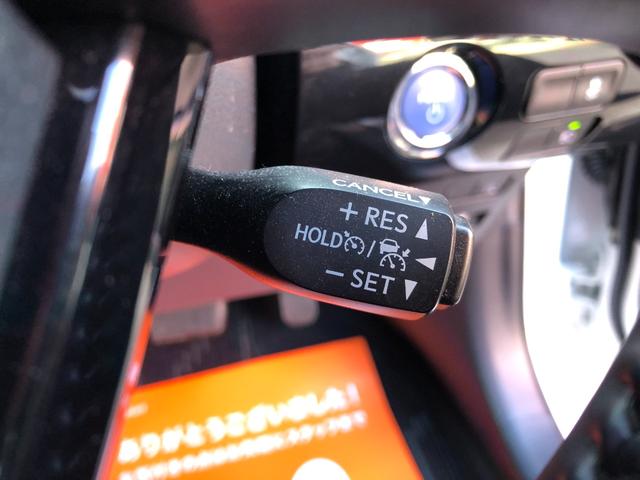 CANCEL▼
+ RES ▲
HOLD / ◀
− SET ▼
ありがとうございました!